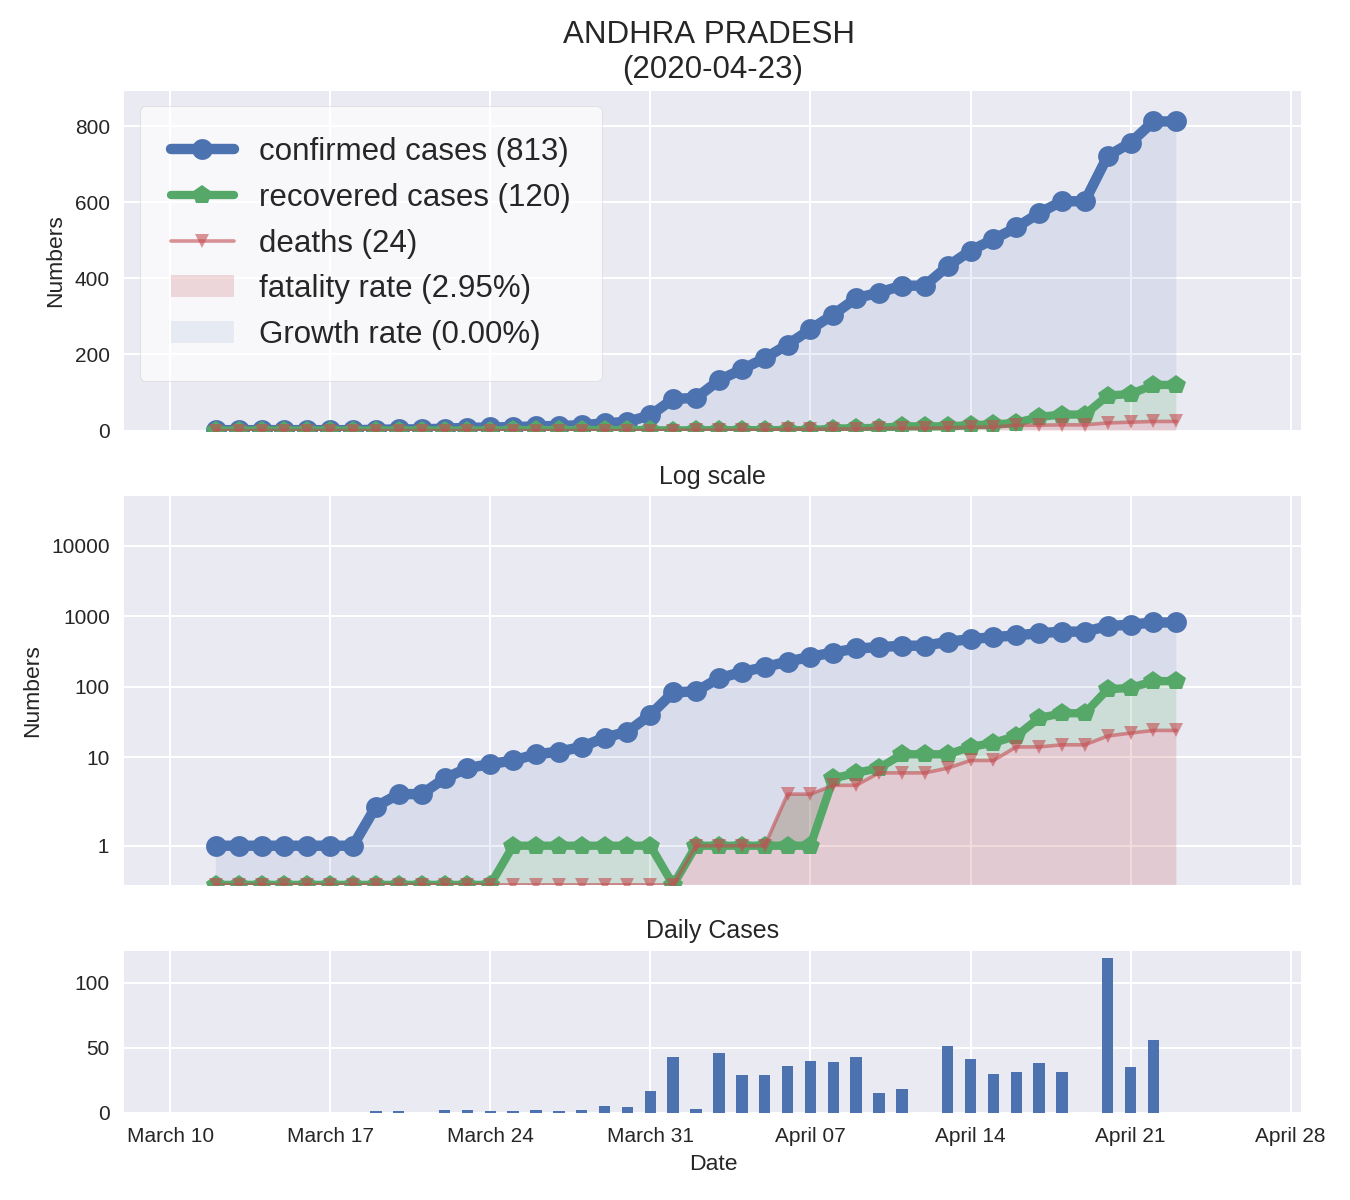 ANDHRA PRADESH
(2020-04-23)
Numbers
800
600
400
200
0
confirmed cases (813)
recovered cases (120)
deaths (24)
fatality rate (2.95%)
Growth rate (0.00%)
Log scale
Numbers
10000
1000
100
10
1
Daily Cases
100
50
0
March 10 March 17 March 24 March 31 April 07 April 14 April 21 April 28
Date